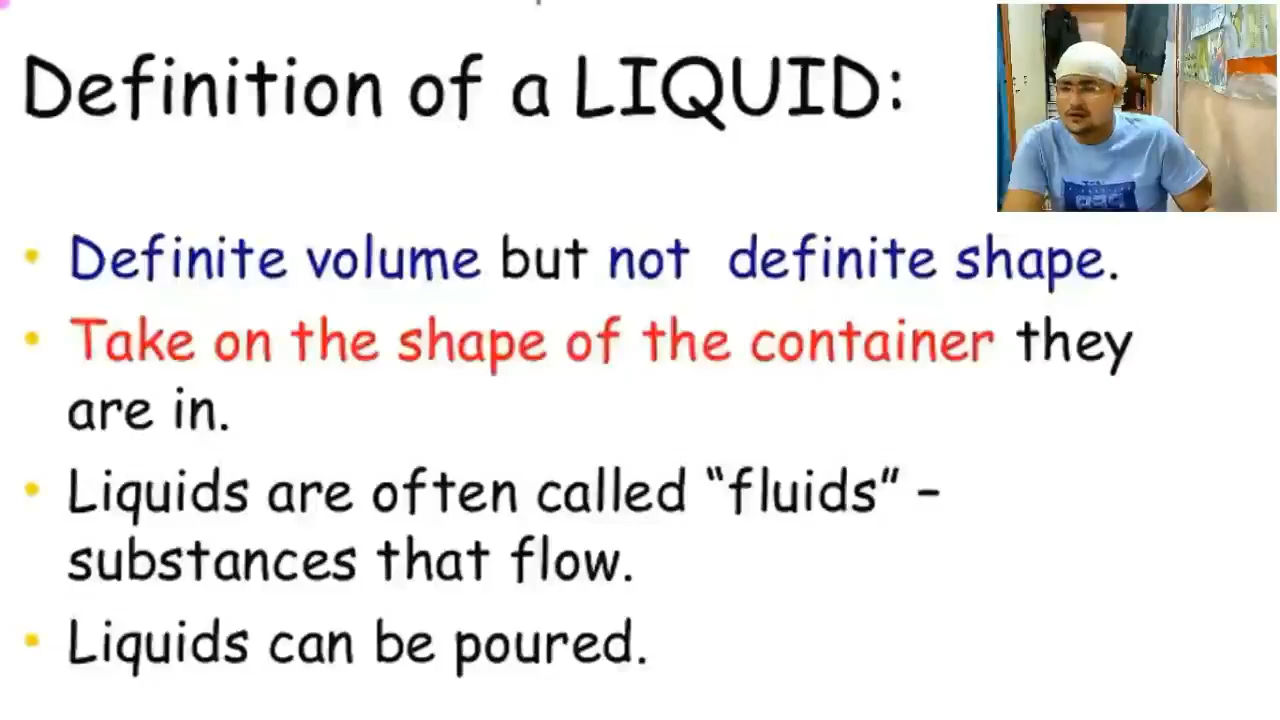 Definition of a LIQUID:
• Definite volume but not definite shape.
• Take on the shape of the container they
are in.
• Liquids are often called “fluids” –
substances that flow.
• Liquids can be poured.